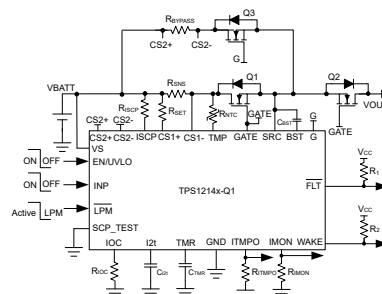 Q3
RBYPASS
CS2+ CS2-
G
VBATT
RSNS
Q1
Q2
VOUT
RISCP
RSET
RNTC
GATE
CBST
GATE
CS2+ CS2- ISCP CS1+ CS1- TMP GATE SRC BST G
G
VS
ON OFF EN/UVLO
ON OFF INP
Active LPM LPM
SCP_TEST
TPS1214x-Q1
FLT
VCC
R1
VCC
R2
IOC I2t TMR GND ITMPO IMON WAKE
RIOC
CI2t
CTMR
RITMPO
RIMON